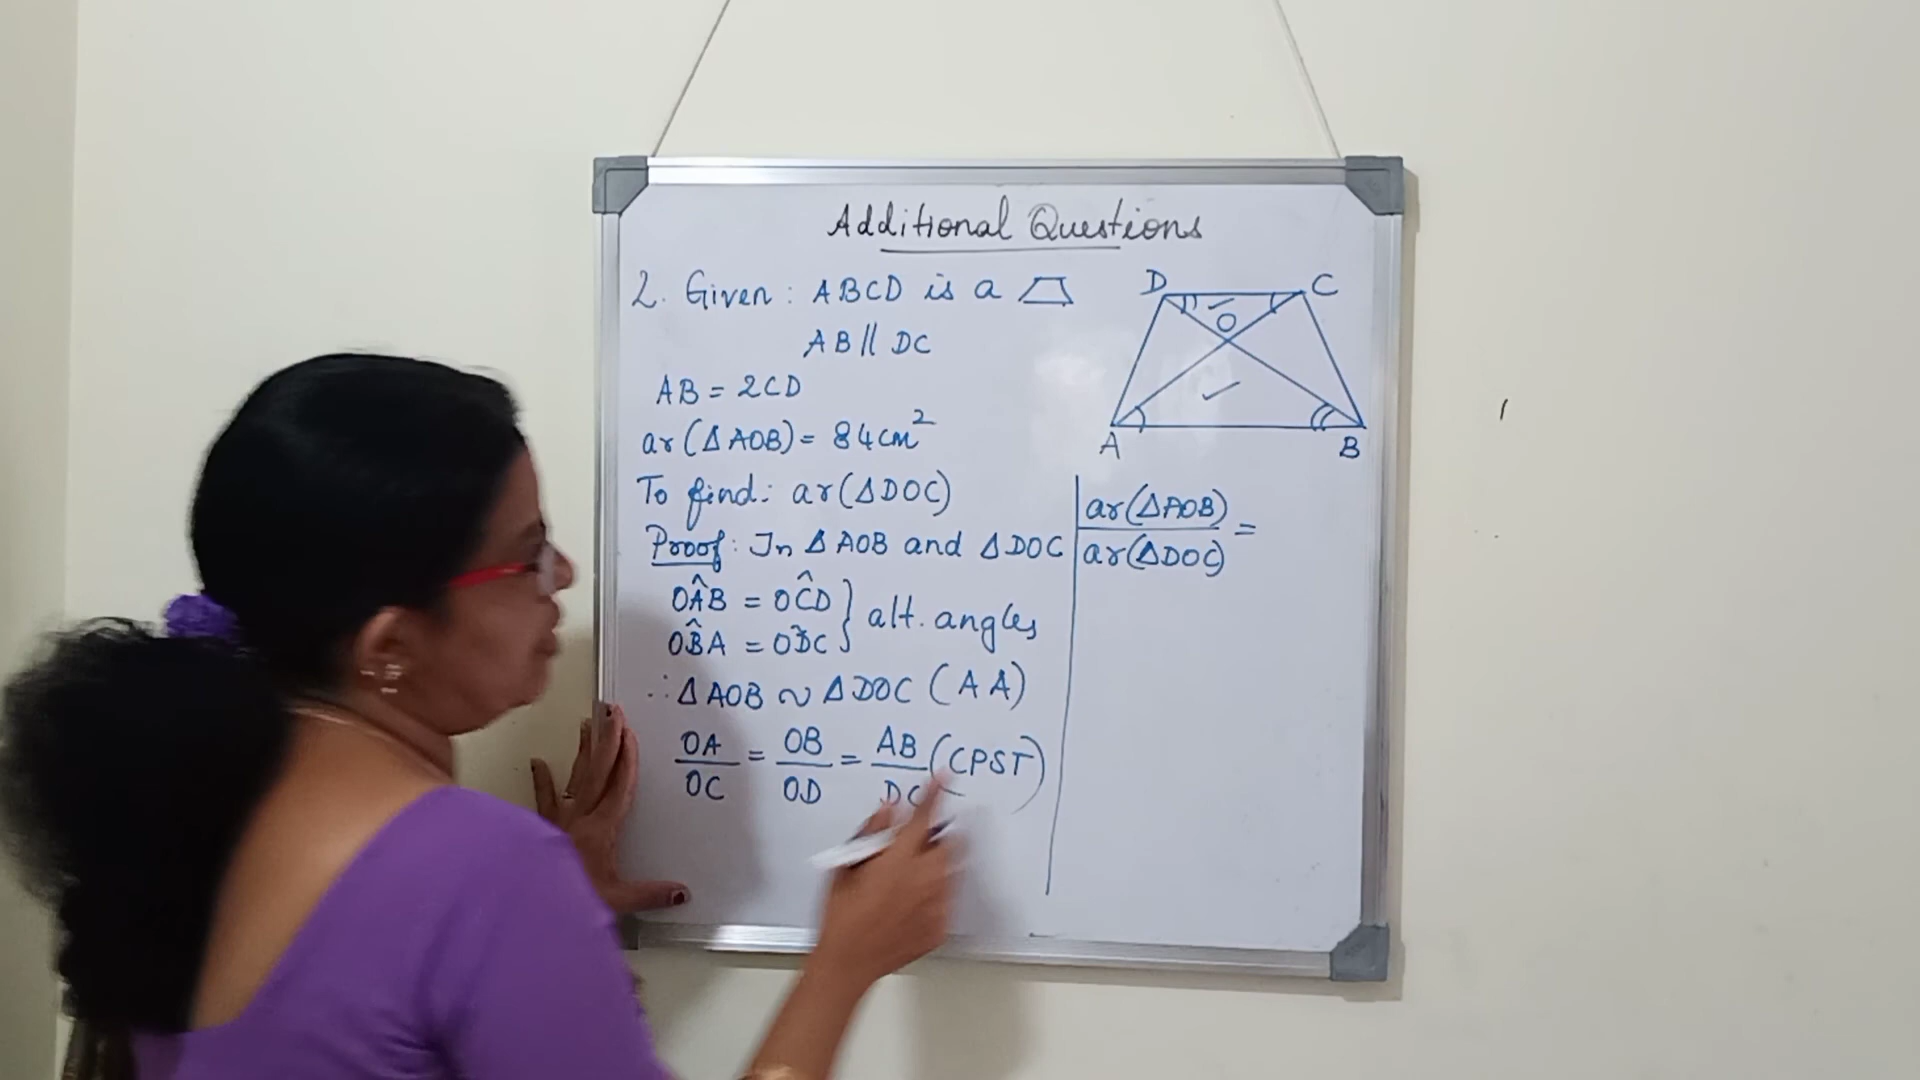 Additional Questions
2. Given: ABCD is a
AB || DC
AB = 2CD
ar(ΔAOB) = 84cm²
To find: ar(ΔDOC)
Proof: In ΔAOB and ΔDOC
OÂB = OĈD } alt. angles
OB̂A = OD̂C
∴ ΔAOB ~ ΔDOC (AA)
OA/OC = OB/OD = AB/DC (CPST)
D C
O
A B
ar(ΔAOB)/ar(ΔDOC) =